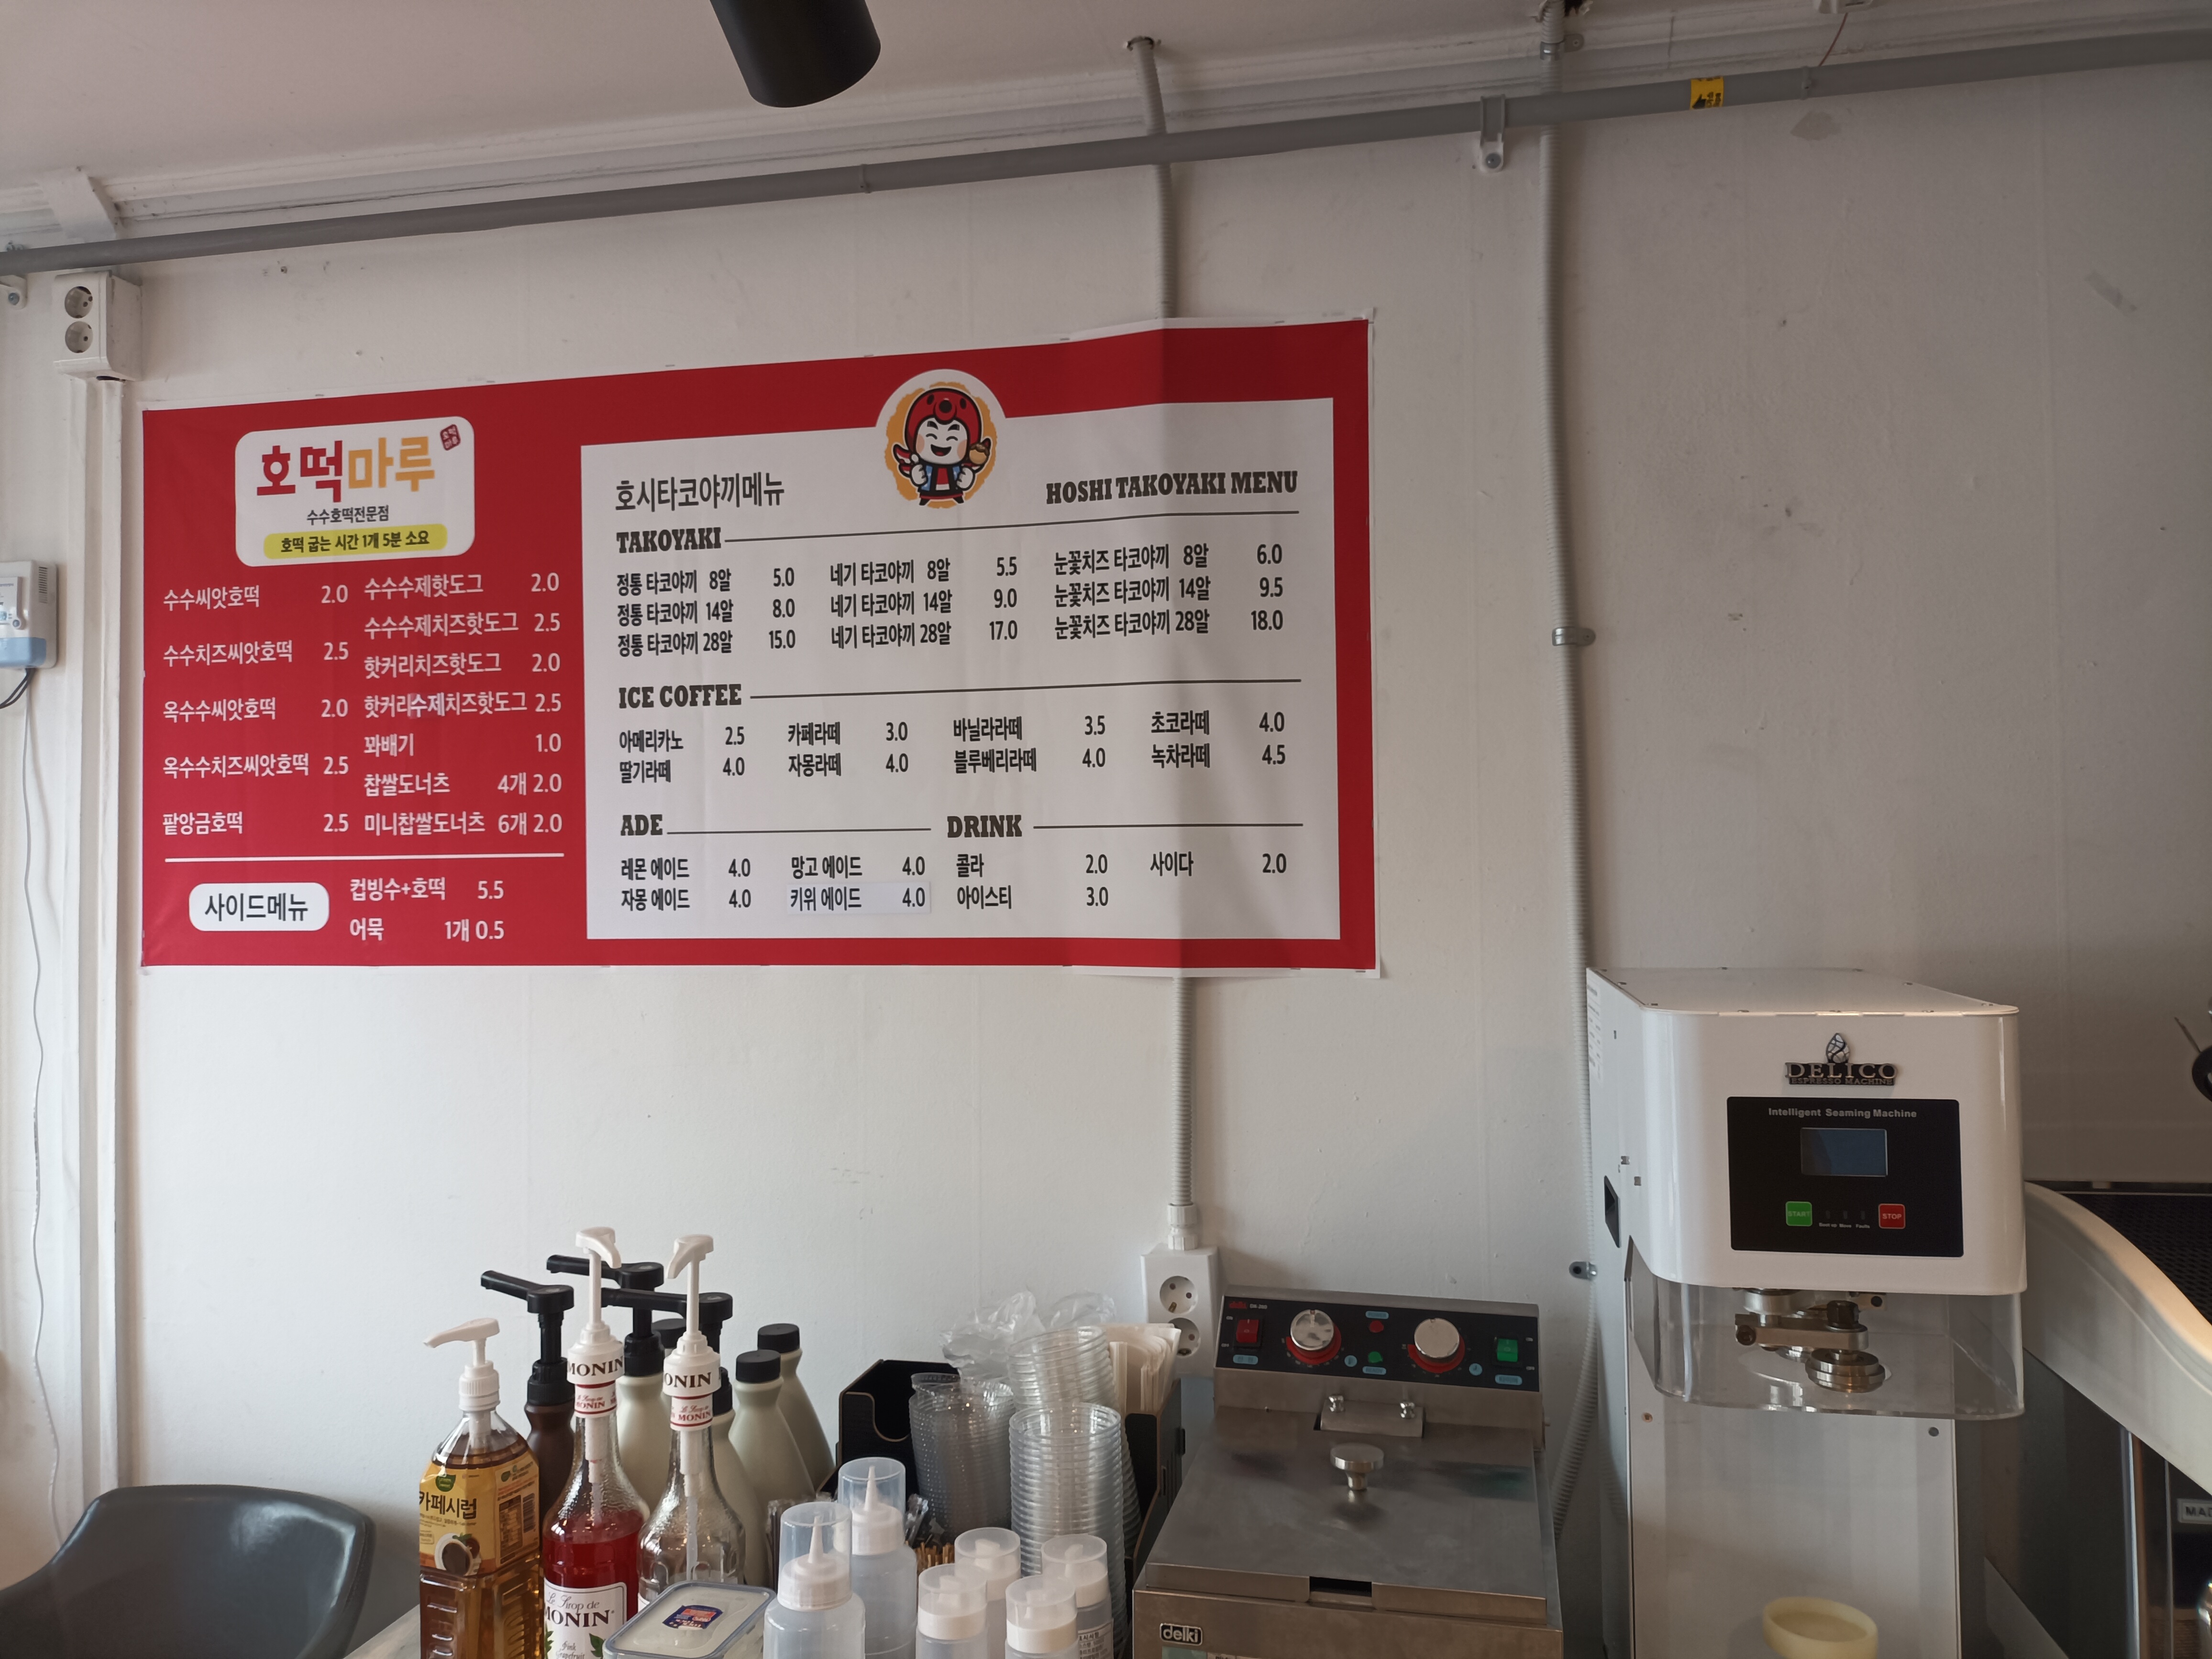 호떡마루
수수호떡전문점
호떡 굽는 시간 1개 5분 소요
수수씨앗호떡 2.0
수수치즈씨앗호떡 2.5
옥수수씨앗호떡 2.0
옥수수치즈씨앗호떡 2.5
팥앙금호떡 2.5
수수수제핫도그 2.0
수수수제치즈핫도그 2.5
핫커리치즈핫도그 2.0
핫커리수제치즈핫도그 2.5
꽈배기 1.0
찹쌀도너츠 4개 2.0
미니찹쌀도너츠 6개 2.0
사이드메뉴
컵빙수+호떡 5.5
어묵 1개 0.5
호시타코야끼메뉴
HOSHI TAKOYAKI MENU
TAKOYAKI
정통 타코야끼 8알 5.0 네기 타코야끼 8알 5.5 눈꽃치즈 타코야끼 8알 6.0
정통 타코야끼 14알 8.0 네기 타코야끼 14알 9.0 눈꽃치즈 타코야끼 14알 9.5
정통 타코야끼 28알 15.0 네기 타코야끼 28알 17.0 눈꽃치즈 타코야끼 28알 18.0
ICE COFFEE
아메리카노 2.5 카페라떼 3.0 바닐라라떼 3.5 초코라떼 4.0
딸기라떼 4.0 자몽라떼 4.0 블루베리라떼 4.0 녹차라떼 4.5
ADE
레몬 에이드 4.0 망고 에이드 4.0
자몽 에이드 4.0 키위 에이드 4.0
DRINK
콜라 2.0 사이다 2.0
아이스티 3.0
DELICO
ESPRESSO MACHINE
Intelligent Seaming Machine
START
STOP
MONIN
MONIN
ONIN
MONIN
카페시럽
Le Sirop de
MONIN
delki